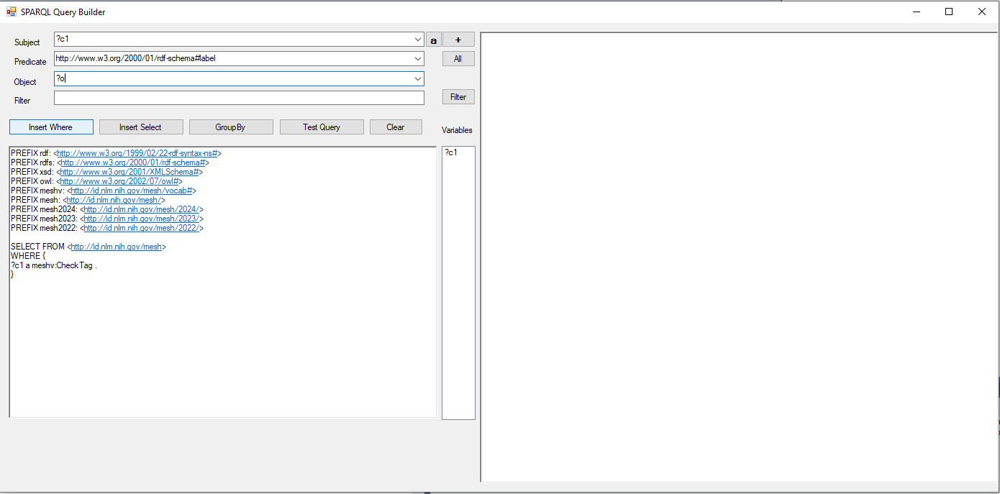 SPARQL Query Builder
Subject
?c1
a
+
Predicate
http://www.w3.org/2000/01/rdf-schema#label
All
Object
?o
Filter
Filter
Insert Where
Insert Select
GroupBy
Test Query
Clear
Variables
PREFIX rdf: <http://www.w3.org/1999/02/22-rdf-syntax-ns#>
PREFIX rdfs: <http://www.w3.org/2000/01/rdf-schema#>
PREFIX xsd: <http://www.w3.org/2001/XMLSchema#>
PREFIX owl: <http://www.w3.org/2002/07/owl#>
PREFIX meshv: <http://id.nlm.nih.gov/mesh/vocab#>
PREFIX mesh: <http://id.nlm.nih.gov/mesh/>
PREFIX mesh2024: <http://id.nlm.nih.gov/mesh/2024/>
PREFIX mesh2023: <http://id.nlm.nih.gov/mesh/2023/>
PREFIX mesh2022: <http://id.nlm.nih.gov/mesh/2022/>
SELECT FROM <http://id.nlm.nih.gov/mesh>
WHERE {
?c1 a meshv:CheckTag .
}
?c1